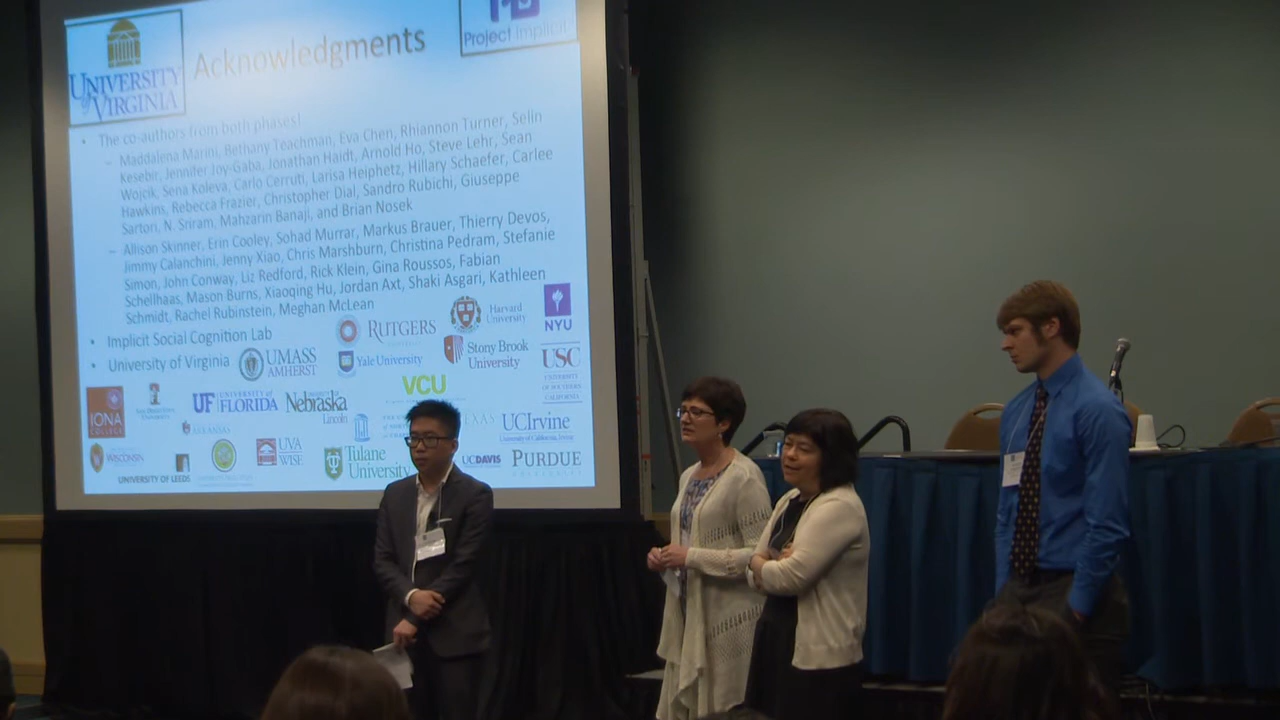 UNIVERSITY
of VIRGINIA
Acknowledgments
Project Implicit
• The co-authors from both phases!
– Maddalena Marini, Bethany Teachman, Eva Chen, Rhiannon Turner, Selin
Kesebir, Jennifer Joy-Gaba, Jonathan Haidt, Arnold Ho, Steve Lehr, Sean
Wojcik, Sena Koleva, Carlo Cerruti, Larisa Heiphetz, Hillary Schaefer, Carlee
Hawkins, Rebecca Frazier, Christopher Dial, Sandro Rubichi, Giuseppe
Sartori, N. Sriram, Mahzarin Banaji, and Brian Nosek
– Allison Skinner, Erin Cooley, Sohad Murrar, Markus Brauer, Thierry Devos,
Jimmy Calanchini, Jenny Xiao, Chris Marshburn, Christina Pedram, Stefanie
Simon, John Conway, Liz Redford, Rick Klein, Gina Roussos, Fabian
Schellhaas, Mason Burns, Xiaoqing Hu, Jordan Axt, Shaki Asgari, Kathleen
Schmidt, Rachel Rubinstein, Meghan McLean
• Implicit Social Cognition Lab
• University of Virginia
RUTGERS
Harvard
University
NYU
UMASS
AMHERST
Yale University
Stony Brook
University
USC
VCU
IONA
COLLEGE
UF UNIVERSITY of
FLORIDA
Nebraska
Lincoln
UCIrvine
University of California, Irvine
WISCONSIN
UVA
WISE
Tulane
University
UCDAVIS
PURDUE
UNIVERSITY OF LEEDS